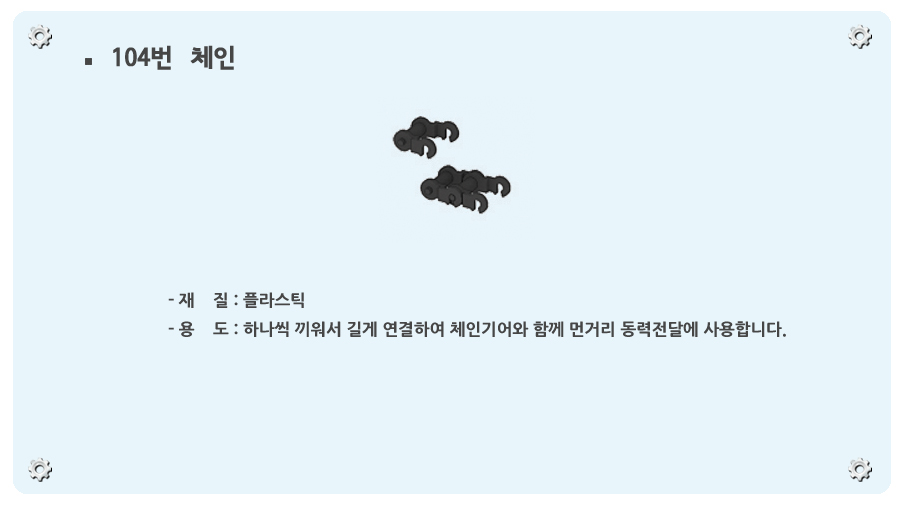 ▪ 104번 체인
- 재 질 : 플라스틱
- 용 도 : 하나씩 끼워서 길게 연결하여 체인기어와 함께 먼거리 동력전달에 사용합니다.